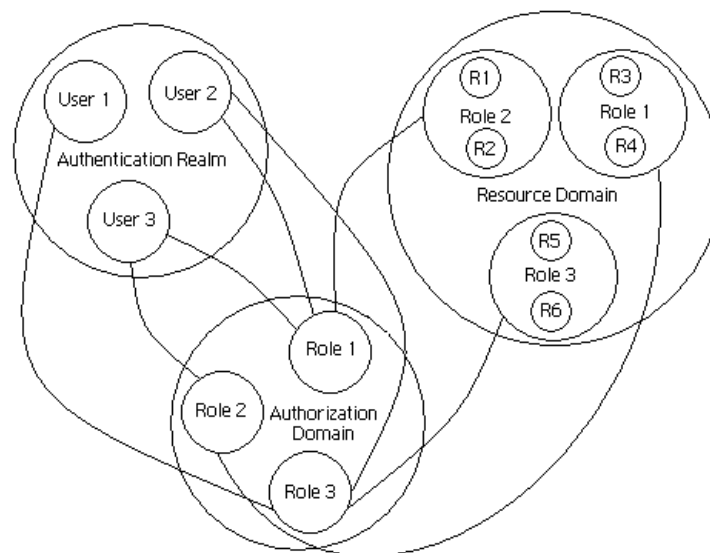 User 1
User 2
Authentication Realm
User 3
R1
Role 2
R2
R3
Role 1
R4
Resource Domain
R5
Role 3
R6
Role 1
Role 2
Authorization
Domain
Role 3